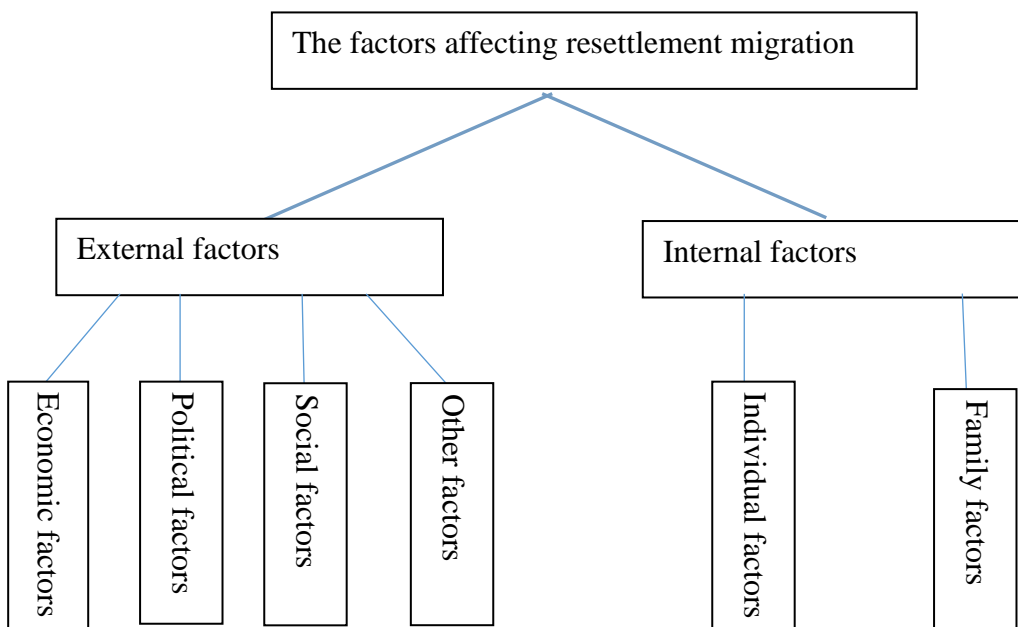 The factors affecting resettlement migration
External factors
Internal factors
Economic factors
Political factors
Social factors
Other factors
Individual factors
Family factors